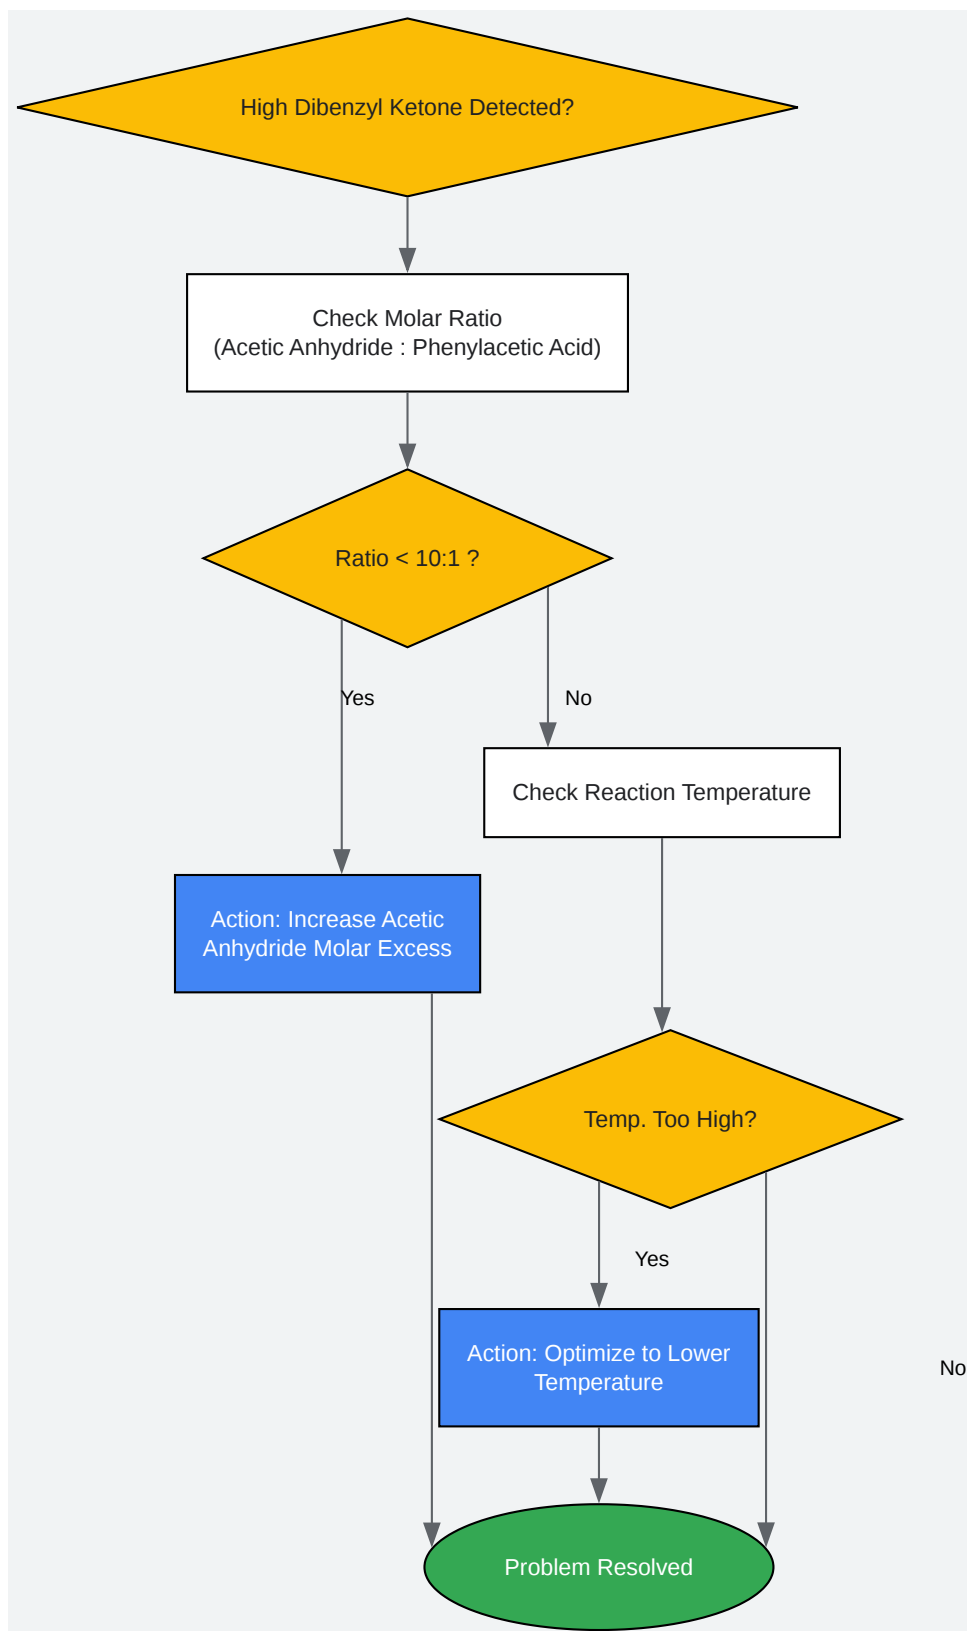 High Dibenzyl Ketone Detected?
Check Molar Ratio
(Acetic Anhydride : Phenylacetic Acid)
Ratio < 10:1 ?
Yes
No
Check Reaction Temperature
Action: Increase Acetic
Anhydride Molar Excess
Temp. Too High?
Yes
Action: Optimize to Lower
Temperature
No
Problem Resolved